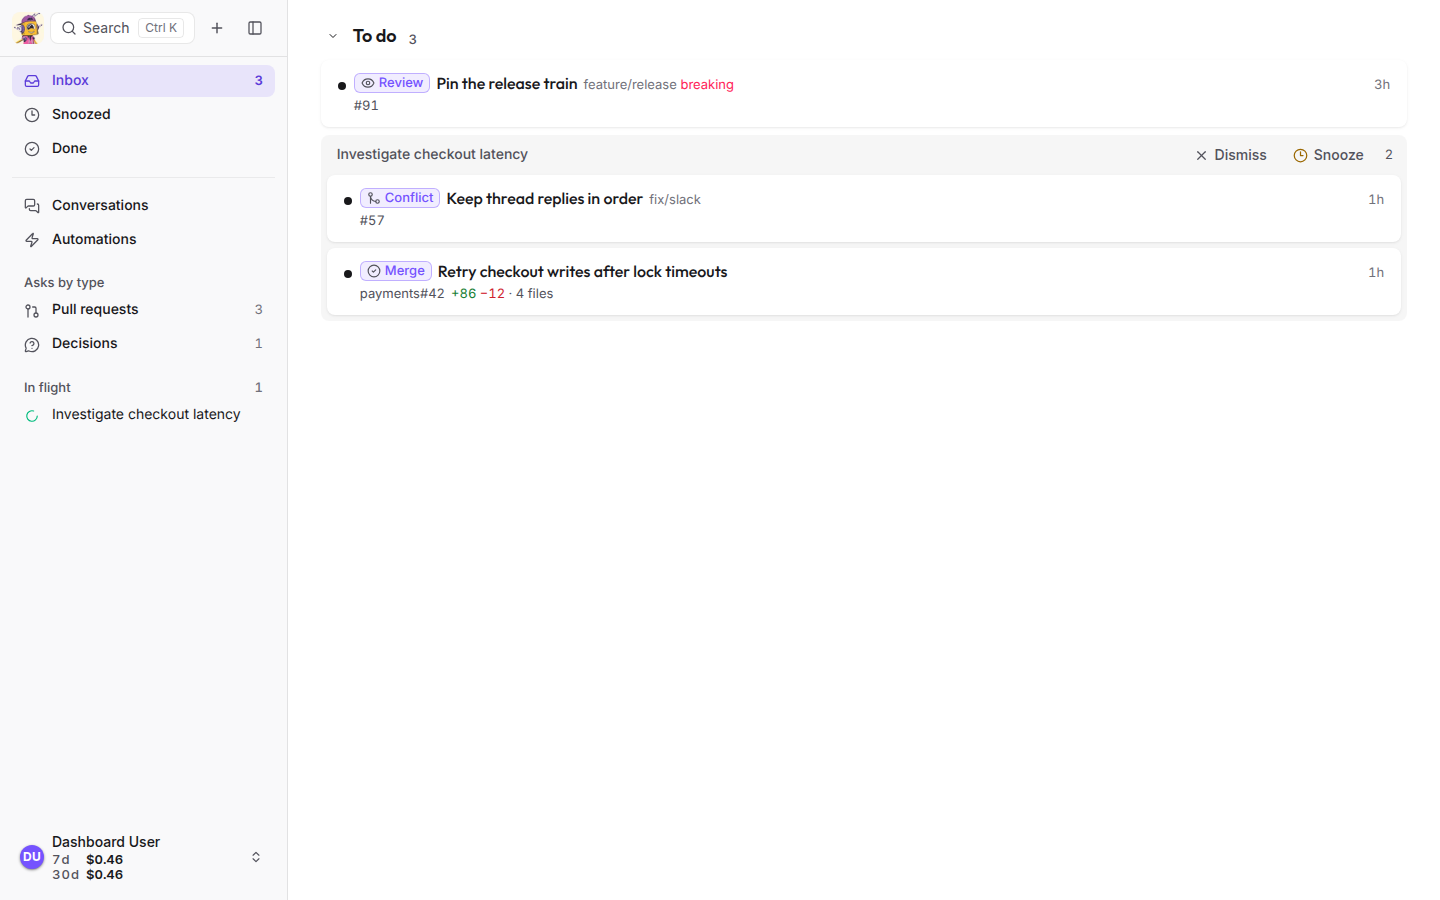 Search Ctrl K
Inbox 3
Snoozed
Done
Conversations
Automations
Asks by type
Pull requests 3
Decisions 1
In flight 1
Investigate checkout latency
DU Dashboard User
7d $0.46
30d $0.46
To do 3
Review Pin the release train feature/release breaking 3h
#91
Investigate checkout latency Dismiss Snooze 2
Conflict Keep thread replies in order fix/slack 1h
#57
Merge Retry checkout writes after lock timeouts 1h
payments#42 +86 −12 · 4 files